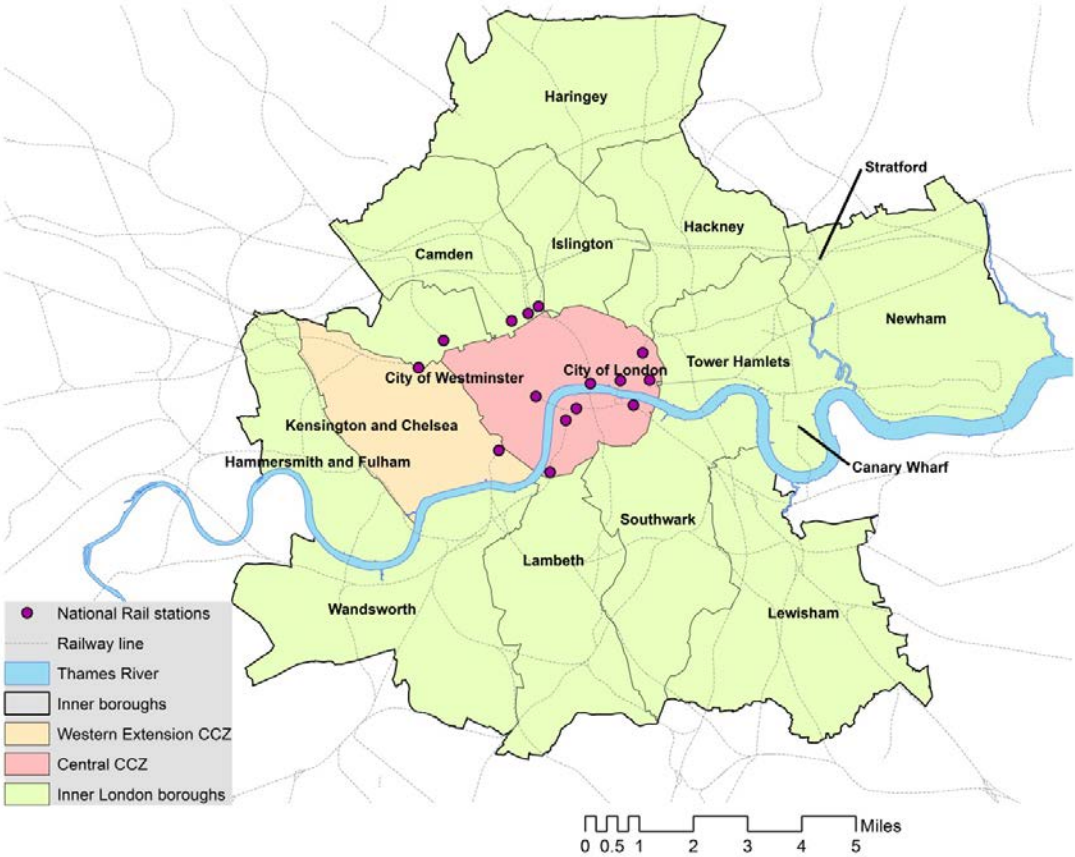 Haringey
Stratford
Hackney
Islington
Camden
Newham
Tower Hamlets
City of London
City of Westminster
Kensington and Chelsea
Hammersmith and Fulham
Canary Wharf
Southwark
Lambeth
Wandsworth
Lewisham
National Rail stations
Railway line
Thames River
Inner boroughs
Western Extension CCZ
Central CCZ
Inner London boroughs
Miles
0 0.5 1 2 3 4 5